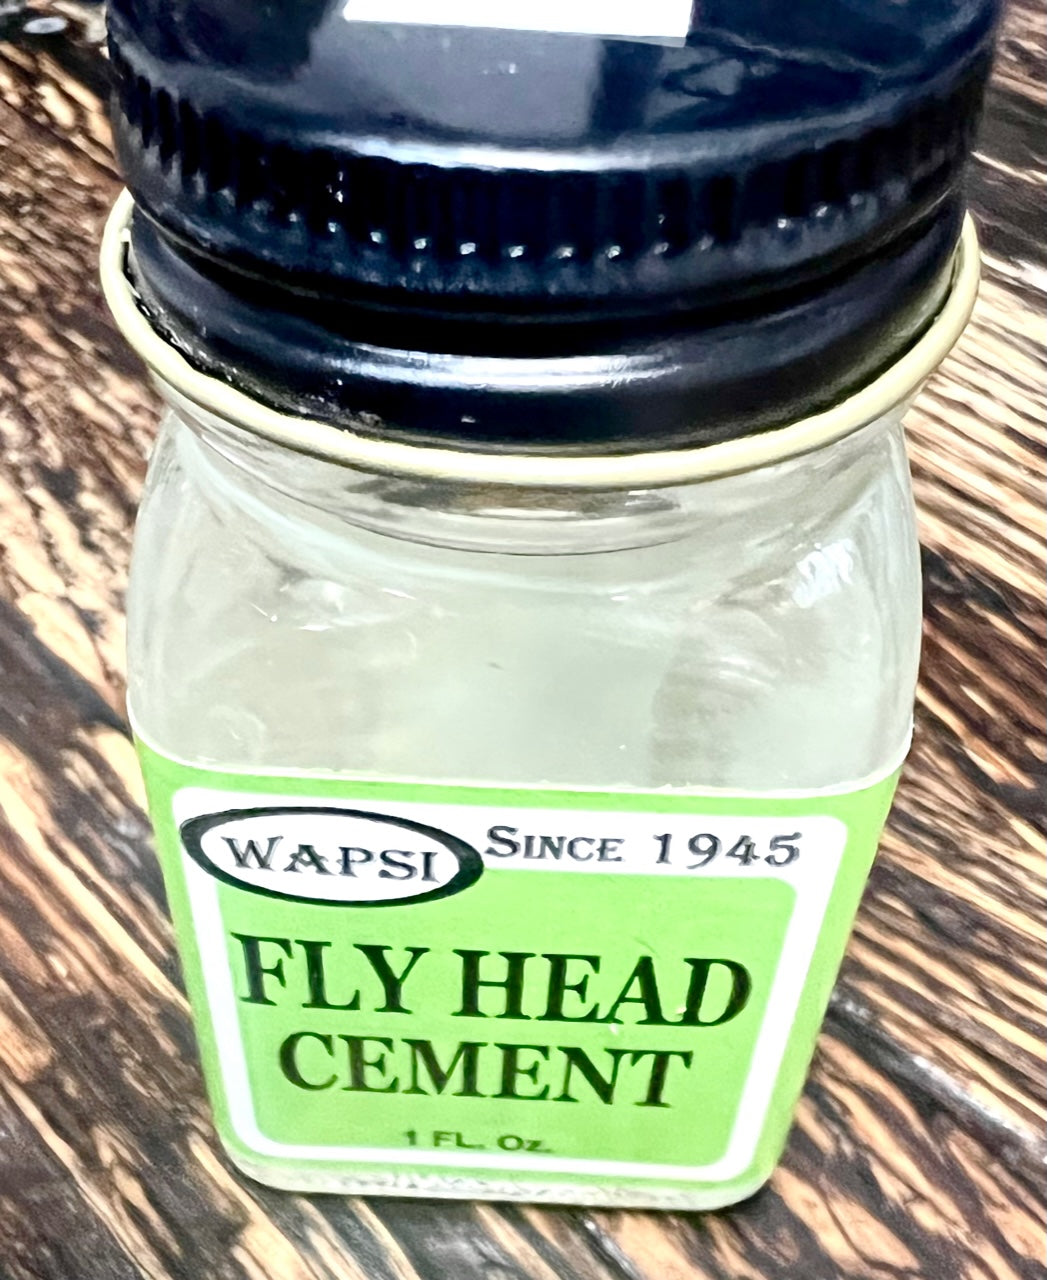 WAPSI SINCE 1945
FLY HEAD
CEMENT
1 FL. OZ.